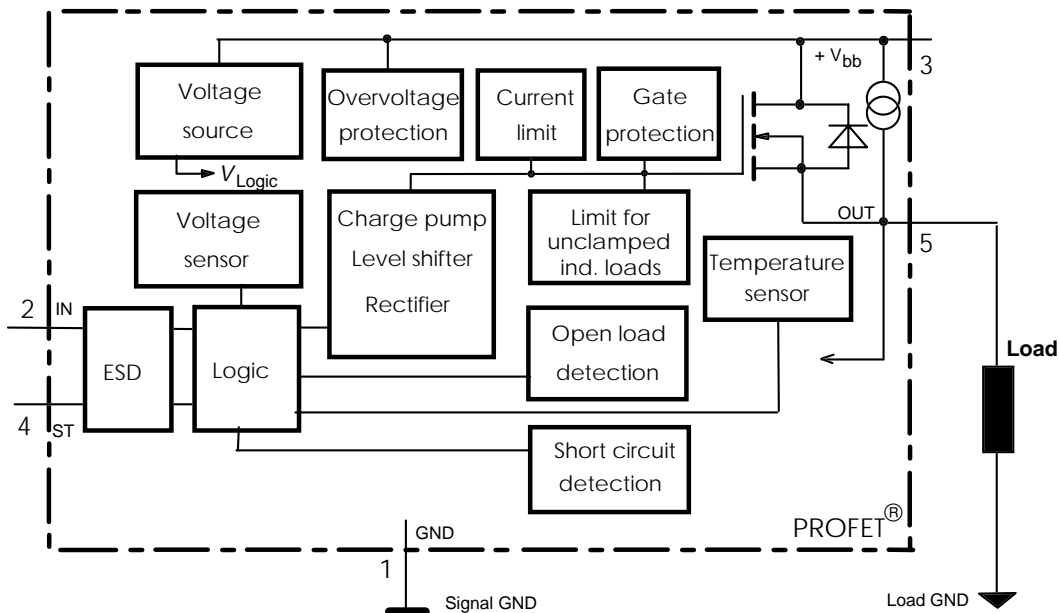 + V bb
3
Voltage
source
Overvoltage
protection
Current
limit
Gate
protection
V Logic
Voltage
sensor
Charge pump
Level shifter
Rectifier
Limit for
unclamped
ind. loads
OUT
5
Temperature
sensor
2
IN
ESD
Logic
Open load
detection
Load
4
ST
Short circuit
detection
PROFET®
GND
1
Signal GND
Load GND